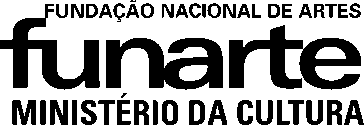 FUNDAÇÃO NACIONAL DE ARTES
funarte
MINISTÉRIO DA CULTURA